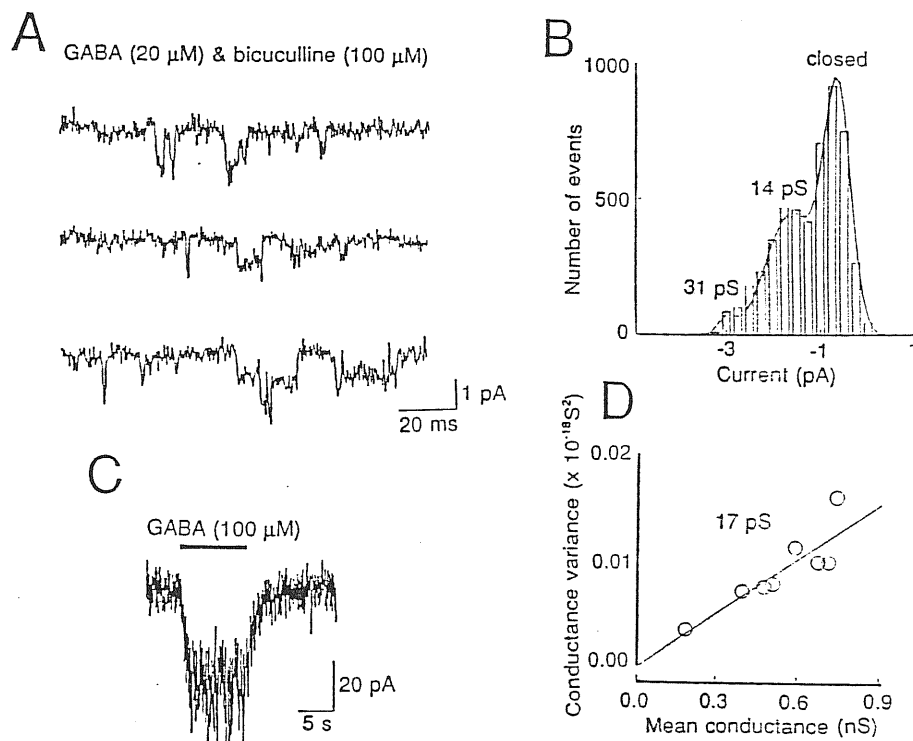 A
GABA (20 μM) & bicuculline (100 μM)
1 pA
20 ms
B
closed
1000
14 pS
500
31 pS
0
-3
-1
1
Number of events
Current (pA)
C
GABA (100 μM)
20 pA
5 s
D
0.02
17 pS
0.01
0.00
0.0
0.3
0.6
0.9
Conductance variance (x 10⁻¹⁸S²)
Mean conductance (nS)